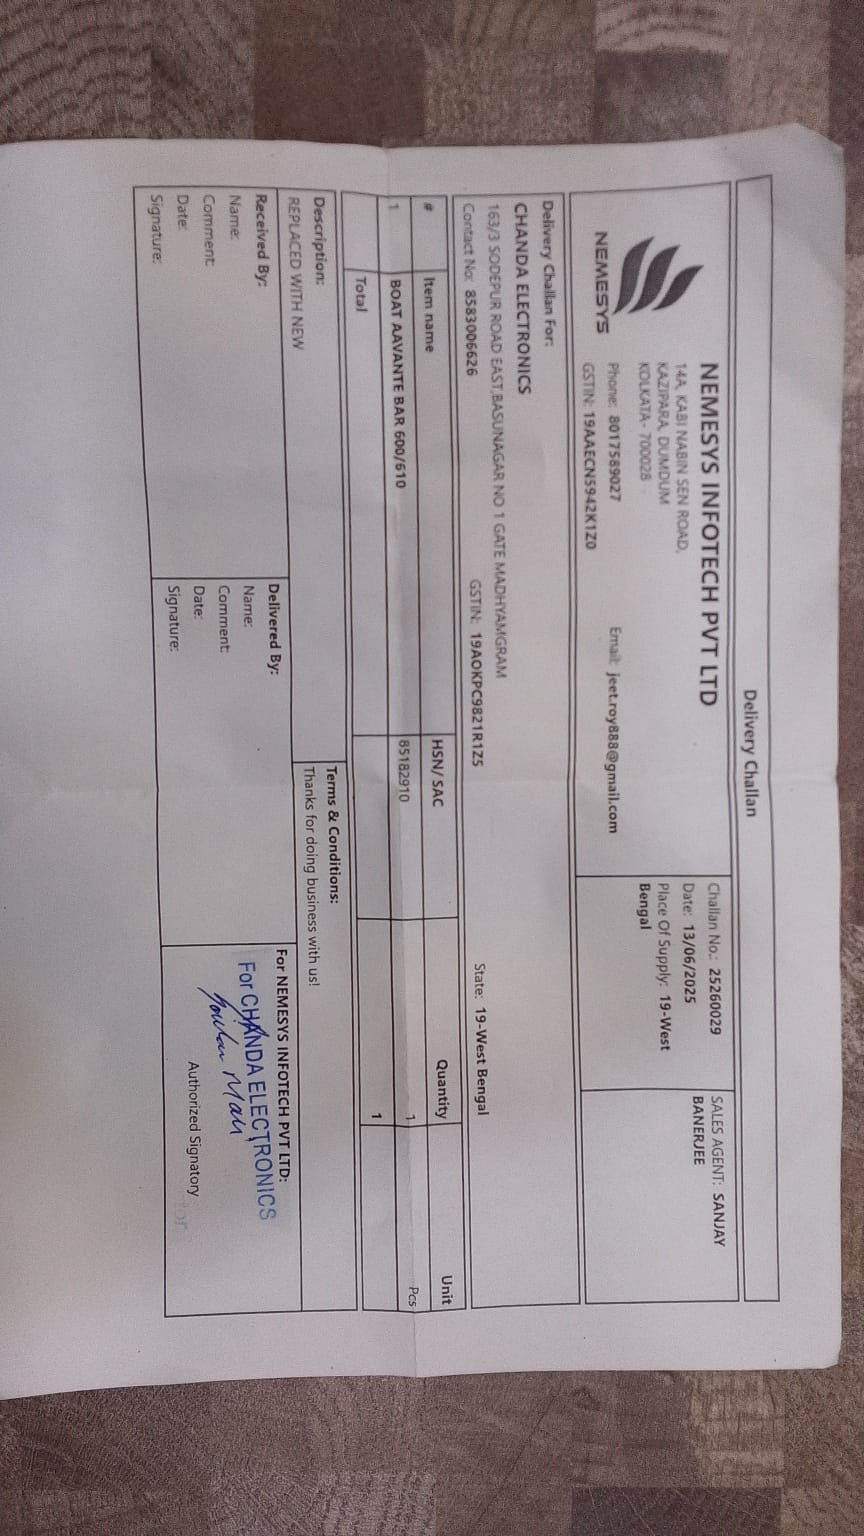 Delivery Challan
NEMESYS
NEMESYS INFOTECH PVT LTD
14A, KABI NABIN SEN ROAD,
KAZIPARA, DUMDUM
KOLKATA- 700028
Phone: 8017589027 Email: jeet.roy888@gmail.com
GSTIN: 19AAECN5942K1Z0
Challan No.: 25260029
Date: 13/06/2025
Place Of Supply: 19-West
Bengal
SALES AGENT: SANJAY
BANERJEE
Delivery Challan For:
CHANDA ELECTRONICS
163/3 SODEPUR ROAD EAST,BASUNAGAR NO 1 GATE MADHYAMGRAM
Contact No: 8583006626 GSTIN: 19AOKPC9821R1Z5 State: 19-West Bengal
# Item name HSN/ SAC Quantity Unit
1 BOAT AAVANTE BAR 600/610 85182910 1 Pcs
Total 1
Description:
REPLACED WITH NEW
Terms & Conditions:
Thanks for doing business with us!
Received By:
Name:
Comment:
Date:
Signature:
Delivered By:
Name:
Comment:
Date:
Signature:
For NEMESYS INFOTECH PVT LTD:
For CHANDA ELECTRONICS
Authorized Signatory